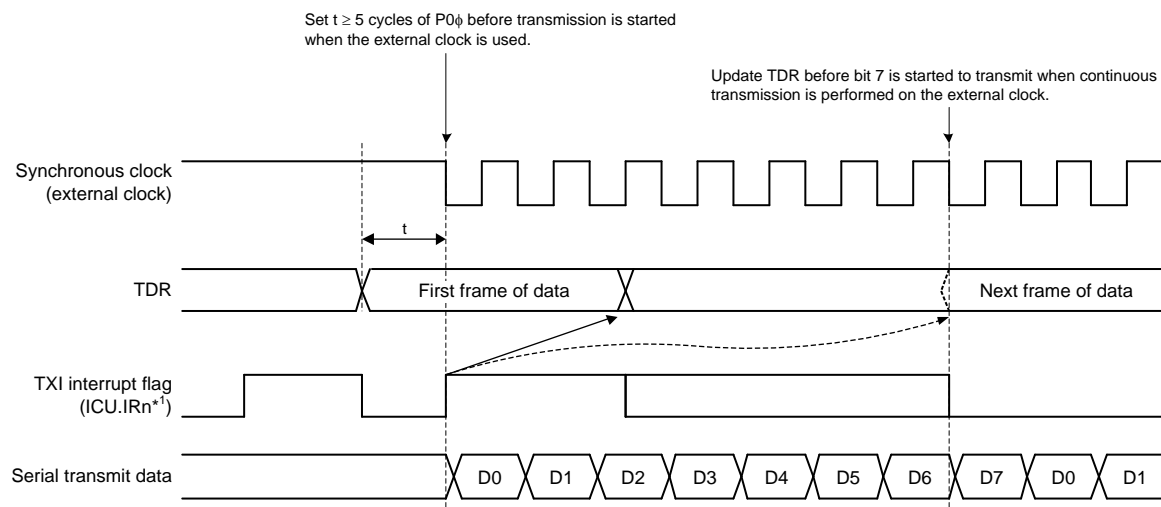 Set t ≥ 5 cycles of P0ϕ before transmission is started
when the external clock is used.
Update TDR before bit 7 is started to transmit when continuous
transmission is performed on the external clock.
Synchronous clock
(external clock)
t
TDR
First frame of data
Next frame of data
TXI interrupt flag
(ICU.IRn*1)
Serial transmit data
D0 D1 D2 D3 D4 D5 D6 D7 D0 D1